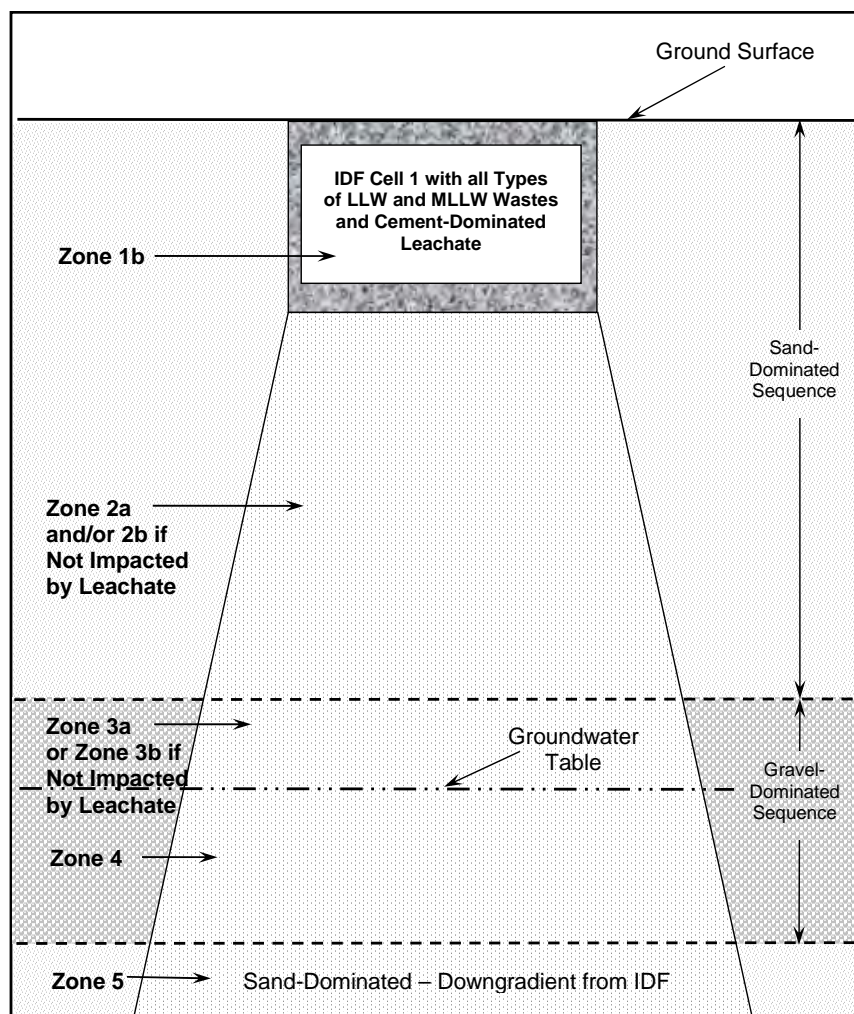 Ground Surface
IDF Cell 1 with all Types
of LLW and MLLW Wastes
and Cement-Dominated
Leachate
Zone 1b
Sand-
Dominated
Sequence
Zone 2a
and/or 2b if
Not Impacted
by Leachate
Zone 3a
or Zone 3b if
Not Impacted
by Leachate
Groundwater
Table
Gravel-
Dominated
Sequence
Zone 4
Zone 5
Sand-Dominated – Downgradient from IDF